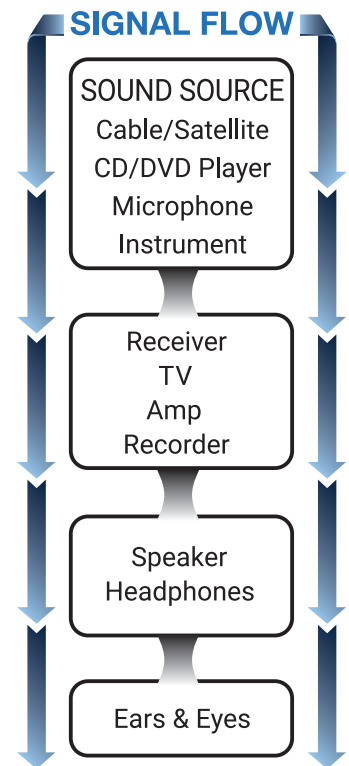 SIGNAL FLOW
SOUND SOURCE
Cable/Satellite
CD/DVD Player
Microphone
Instrument
Receiver
TV
Amp
Recorder
Speaker
Headphones
Ears & Eyes